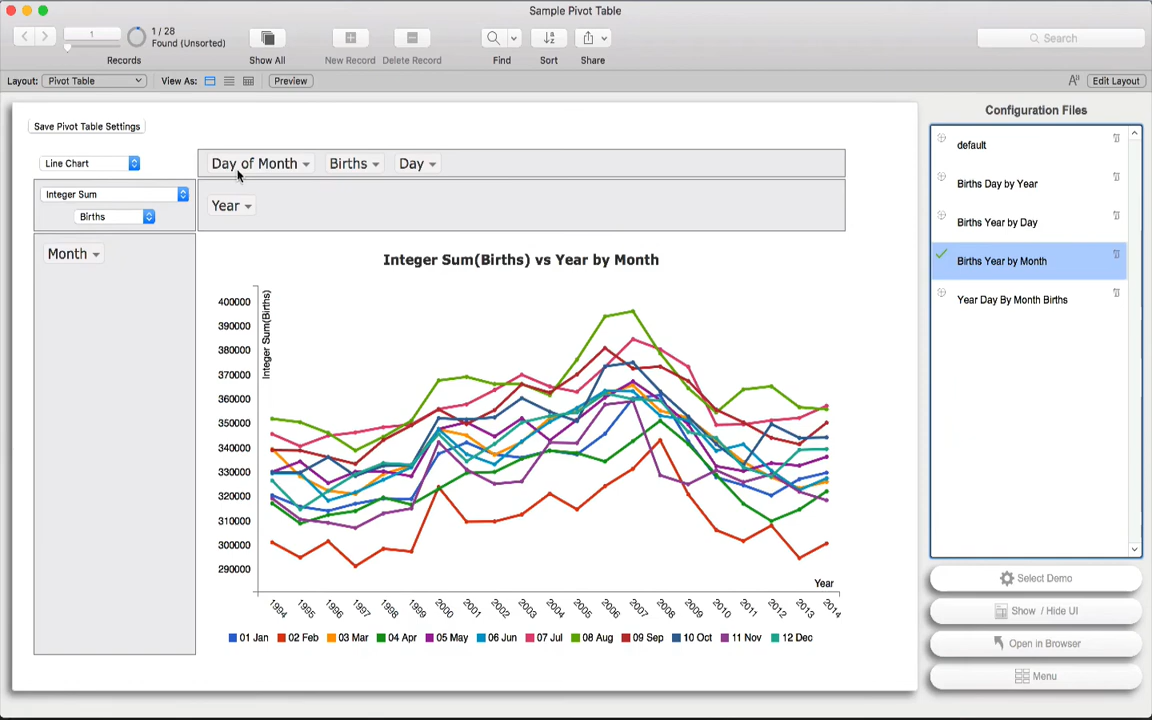 Sample Pivot Table
1
1 / 28
Found (Unsorted)
Search
Records
Show All
New Record
Delete Record
Find
Sort
Share
Layout:
Pivot Table
View As:
Preview
Aª
Edit Layout
Save Pivot Table Settings
Configuration Files
Line Chart
Day of Month
Births
Day
default
Integer Sum
Births
Year
Births Day by Year
Births Year by Day
Month
Births Year by Month
Year Day By Month Births
Integer Sum(Births) vs Year by Month
Integer Sum(Births)
400000
390000
380000
370000
360000
350000
340000
330000
320000
310000
300000
290000
Year
1994 1995 1996 1997 1998 1999 2000 2001 2002 2003 2004 2005 2006 2007 2008 2009 2010 2011 2012 2013 2014
01 Jan 02 Feb 03 Mar 04 Apr 05 May 06 Jun 07 Jul 08 Aug 09 Sep 10 Oct 11 Nov 12 Dec
Select Demo
Show / Hide UI
Open in Browser
Menu